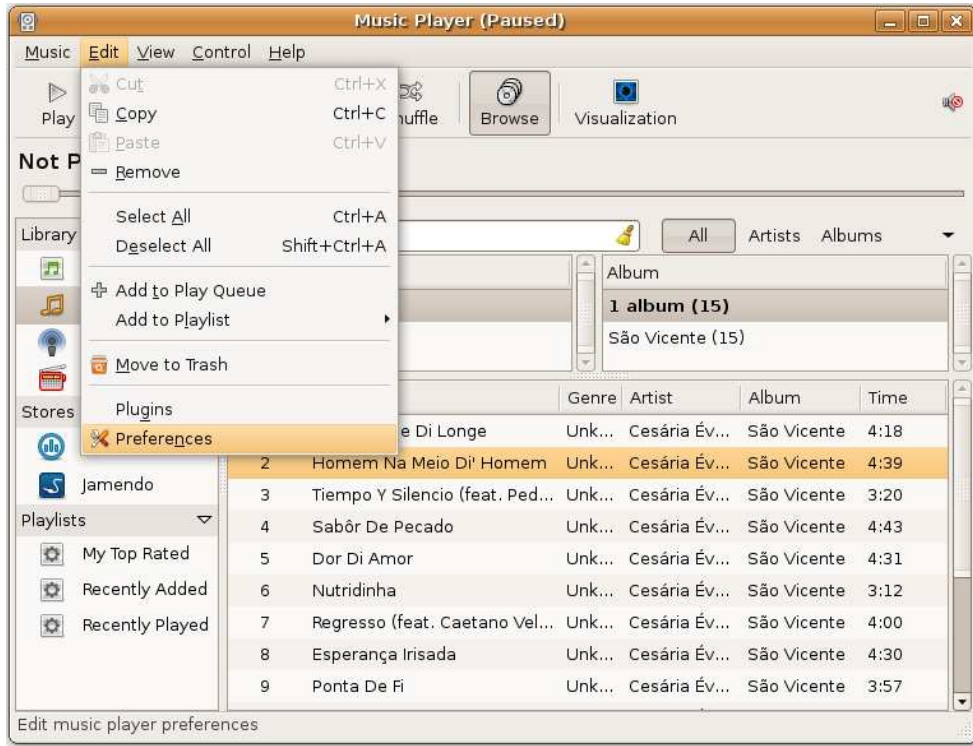 Music Player (Paused)
Music Edit View Control Help
Play
uffle
Browse
Visualization
Cut Ctrl+X
Copy Ctrl+C
Paste Ctrl+V
Remove
Select All Ctrl+A
Deselect All Shift+Ctrl+A
Add to Play Queue
Add to Playlist
Move to Trash
Plugins
Preferences
Not P
Library
All Artists Albums
Album
1 album (15)
São Vicente (15)
Stores
Jamendo
Playlists
My Top Rated
Recently Added
Recently Played
Genre Artist Album Time
e Di Longe Unk... Cesária Év... São Vicente 4:18
2 Homem Na Meio Di' Homem Unk... Cesária Év... São Vicente 4:39
3 Tiempo Y Silencio (feat. Ped... Unk... Cesária Év... São Vicente 3:20
4 Sabôr De Pecado Unk... Cesária Év... São Vicente 4:43
5 Dor Di Amor Unk... Cesária Év... São Vicente 4:31
6 Nutridinha Unk... Cesária Év... São Vicente 3:12
7 Regresso (feat. Caetano Vel... Unk... Cesária Év... São Vicente 4:00
8 Esperança Irisada Unk... Cesária Év... São Vicente 4:30
9 Ponta De Fi Unk... Cesária Év... São Vicente 3:57
Edit music player preferences